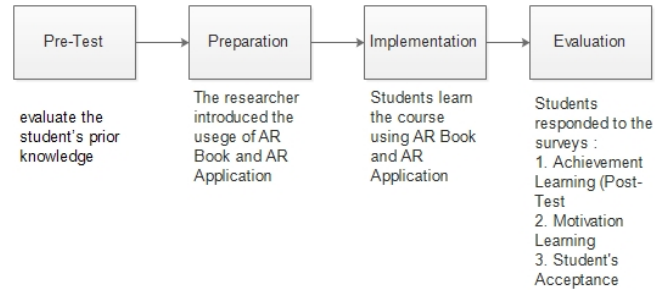 Pre-Test
Preparation
Implementation
Evaluation
evaluate the
student's prior
knowledge
The researcher
introduced the
usege of AR
Book and AR
Application
Students learn
the course
using AR Book
and AR
Application
Students
responded to the
surveys :
1. Achievement
Learning (Post-
Test
2. Motivation
Learning
3. Student's
Acceptance